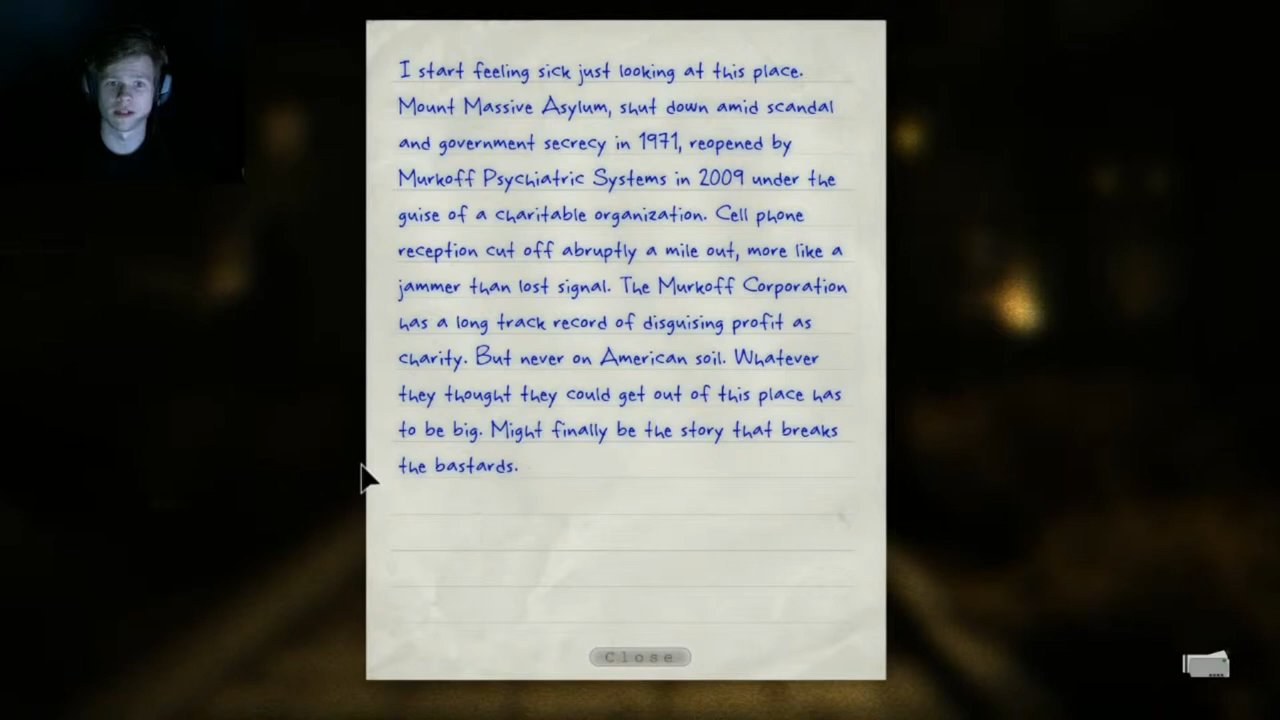 I start feeling sick just looking at this place.
Mount Massive Asylum, shut down amid scandal
and government secrecy in 1971, reopened by
Murkoff Psychiatric Systems in 2009 under the
guise of a charitable organization. Cell phone
reception cut off abruptly a mile out, more like a
jammer than lost signal. The Murkoff Corporation
has a long track record of disguising profit as
charity. But never on American soil. Whatever
they thought they could get out of this place has
to be big. Might finally be the story that breaks
the bastards.
Close